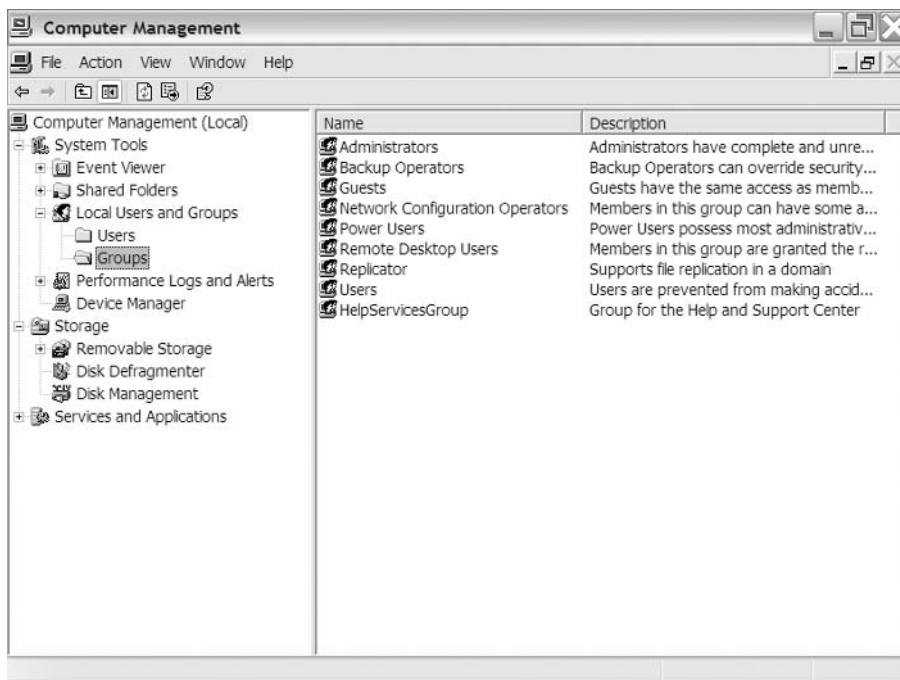 Computer Management
File Action View Window Help
Computer Management (Local)
System Tools
Event Viewer
Shared Folders
Local Users and Groups
Users
Groups
Performance Logs and Alerts
Device Manager
Storage
Removable Storage
Disk Defragmenter
Disk Management
Services and Applications
Name Description
Administrators Administrators have complete and unre...
Backup Operators Backup Operators can override security...
Guests Guests have the same access as memb...
Network Configuration Operators Members in this group can have some a...
Power Users Power Users possess most administrativ...
Remote Desktop Users Members in this group are granted the r...
Replicator Supports file replication in a domain
Users Users are prevented from making accid...
HelpServicesGroup Group for the Help and Support Center